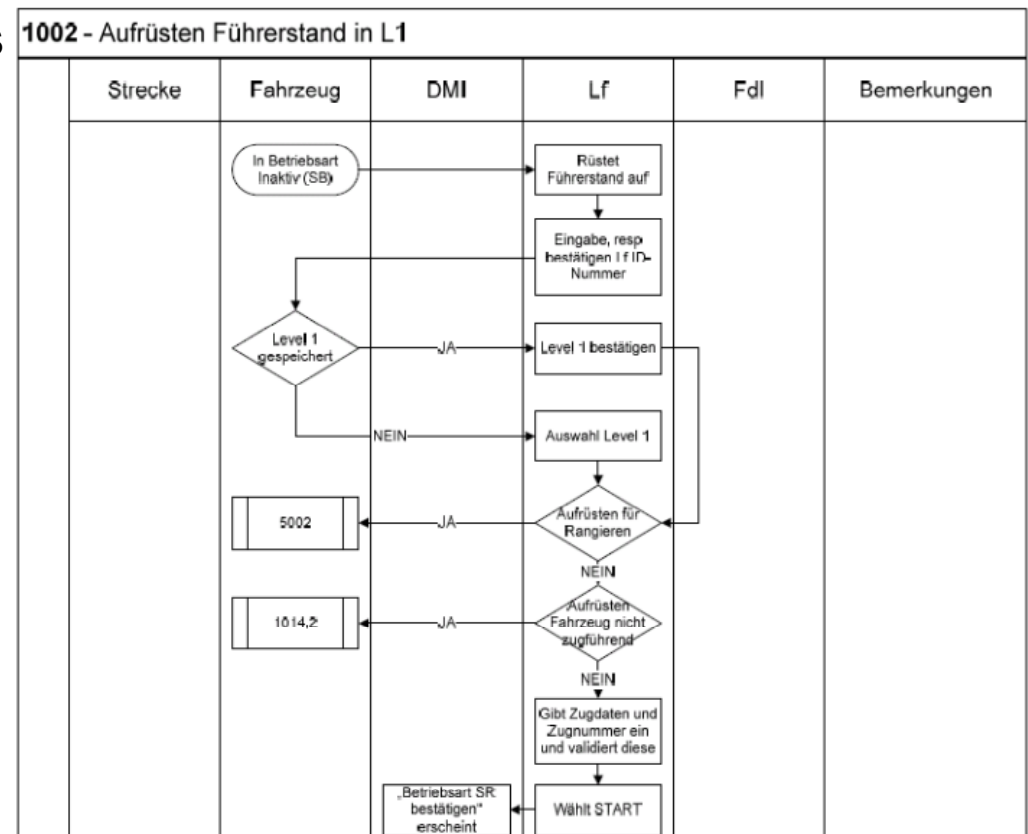 s
1002 - Aufrüsten Führerstand in L1
Strecke
Fahrzeug
DMI
Lf
Fdl
Bemerkungen
In Betriebsart
Inaktiv (SB)
Rüstet
Führerstand auf
Eingabe, resp
bestätigen Lf ID-
Nummer
Level 1
gespeichert
JA
Level 1 bestätigen
NEIN
Auswahl Level 1
5002
JA
Aufrüsten für
Rangieren
NEIN
1014,2
JA
Aufrüsten
Fahrzeug nicht
zugführend
NEIN
Gibt Zugdaten und
Zugnummer ein
und validiert diese
„Betriebsart SR
bestätigen"
erscheint
Wählt START